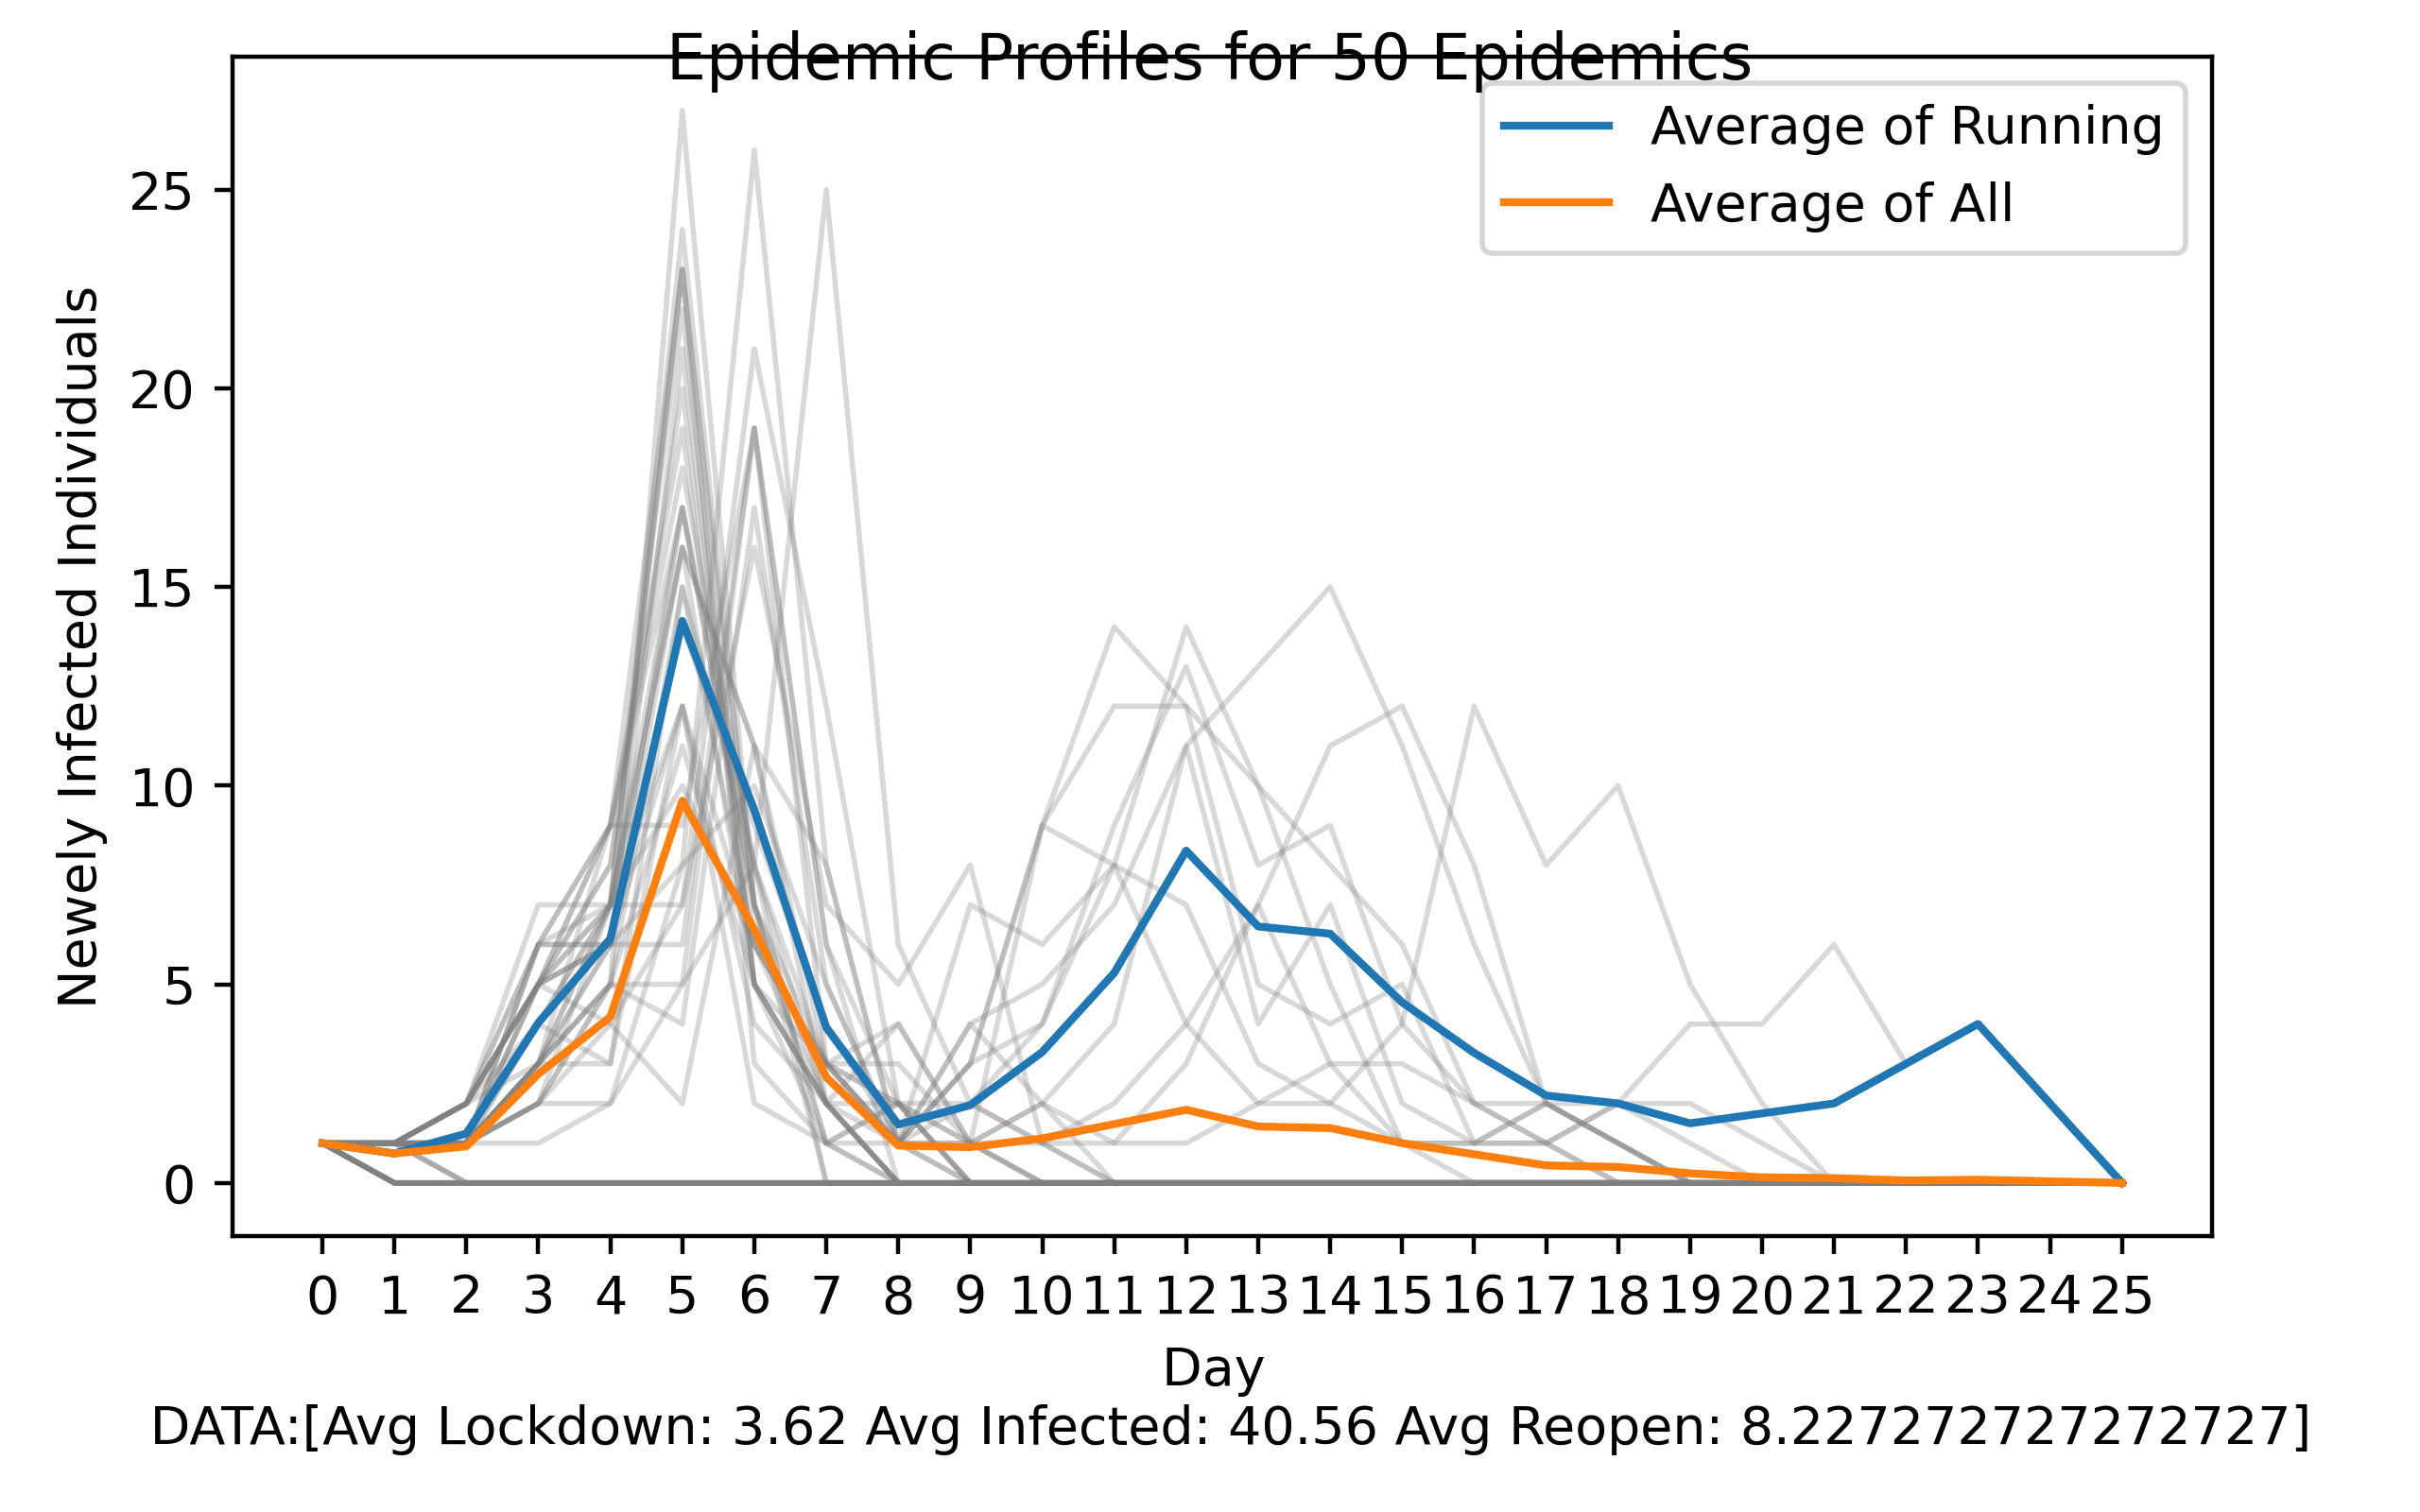 Epidemic Profiles for 50 Epidemics
Average of Running
Average of All
Newely Infected Individuals
25
20
15
10
5
0
0 1 2 3 4 5 6 7 8 9 10 11 12 13 14 15 16 17 18 19 20 21 22 23 24 25
Day
DATA:[Avg Lockdown: 3.62 Avg Infected: 40.56 Avg Reopen: 8.227272727272727]